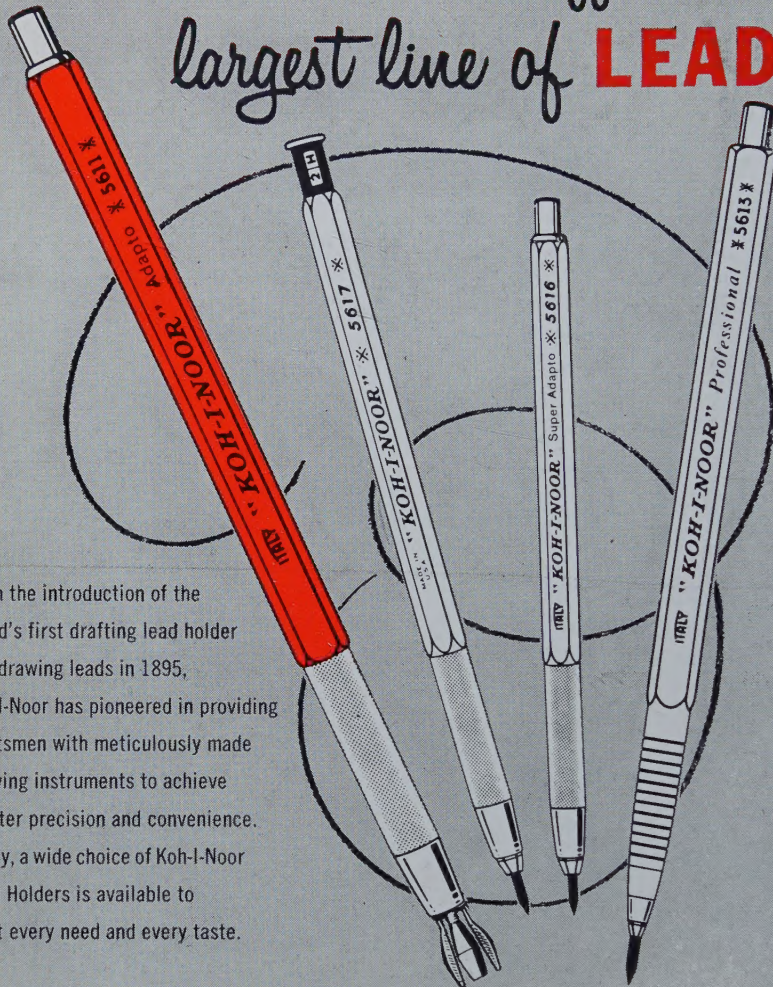 largest line of LEAD
"KOH-I-NOOR" Adapto * 5611 *
ITALY
2H
MADE IN U.S.A. "KOH-I-NOOR" * 5617 *
ITALY "KOH-I-NOOR" Super Adapto * 5616 *
ITALY "KOH-I-NOOR" Professional * 5613 *
the introduction of the
d's first drafting lead holder
drawing leads in 1895,
I-Noor has pioneered in providing
tsmen with meticulously made
ving instruments to achieve
ter precision and convenience.
y, a wide choice of Koh-I-Noor
Holders is available to
t every need and every taste.